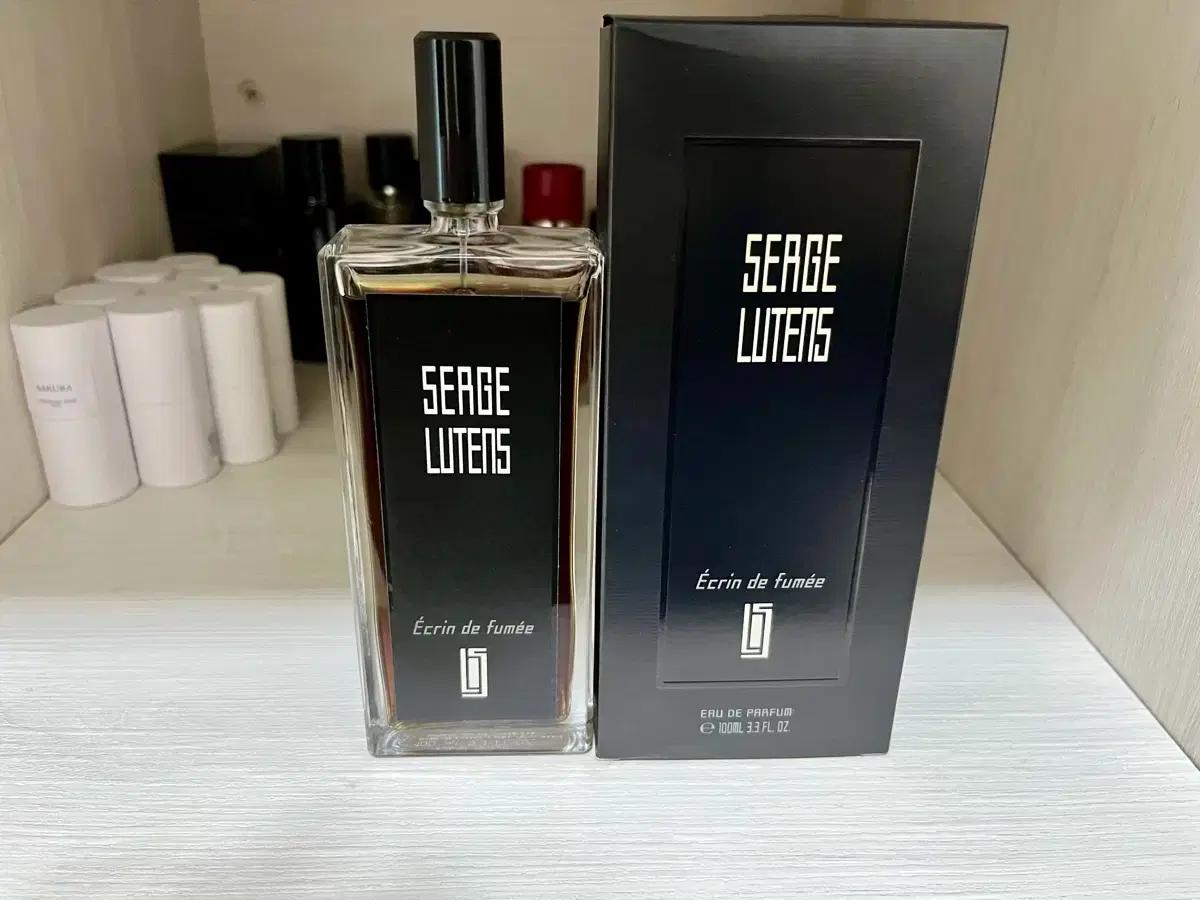 SERGE
LUTENS
Écrin de fumée
SERGE
LUTENS
Écrin de fumée
EAU DE PARFUM
℮ 100ML 3.3 FL. OZ.
SAKURA